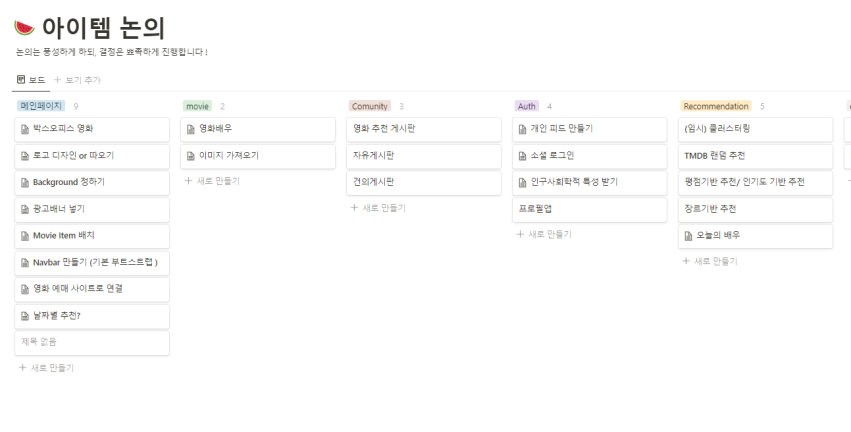 🍉 아이템 논의
논의는 풍성하게 하되, 결정은 뾰족하게 진행합니다 !
보드 + 보기 추가
메인페이지 9
박스오피스 영화
로고 디자인 or 따오기
Background 정하기
광고배너 넣기
Movie Item 배치
Navbar 만들기 (기본 부트스트랩 )
영화 예매 사이트로 연결
날짜별 추천?
제목 없음
+ 새로 만들기
movie 2
영화배우
이미지 가져오기
+ 새로 만들기
Comunity 3
영화 추천 게시판
자유게시판
건의게시판
+ 새로 만들기
Auth 4
개인 피드 만들기
소셜 로그인
인구사회학적 특성 받기
프로필앱
+ 새로 만들기
Recommendation 5
(임시) 클러스터링
TMDB 랜덤 추천
평점기반 추천/ 인기도 기반 추천
장르기반 추천
오늘의 배우
+ 새로 만들기